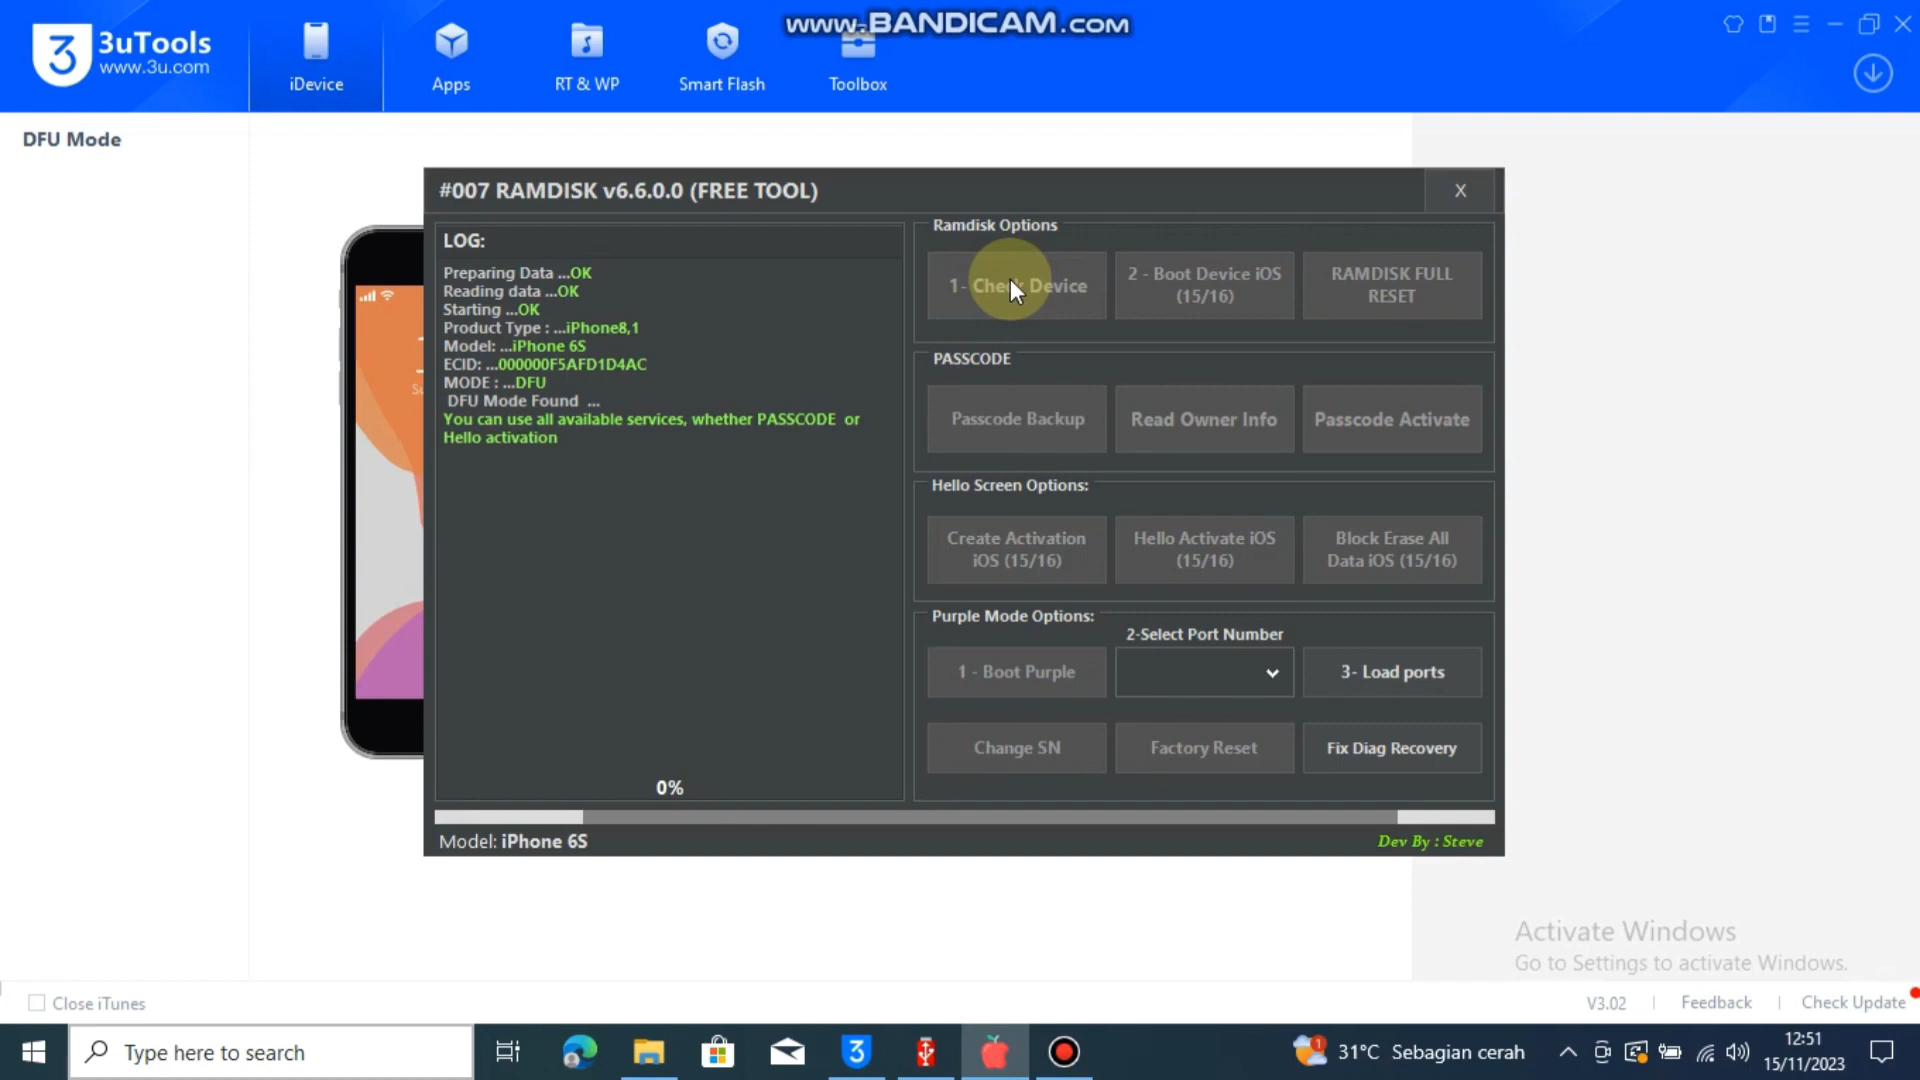 www.BANDICAM.com
3 3uTools
www.3u.com
iDevice
Apps
RT & WP
Smart Flash
Toolbox
DFU Mode
#007 RAMDISK v6.6.0.0 (FREE TOOL)
X
LOG:
Preparing Data ...OK
Reading data ...OK
Starting ...OK
Product Type : ...iPhone8,1
Model: ...iPhone 6S
ECID: ...000000F5AFD1D4AC
MODE : ...DFU
DFU Mode Found ...
You can use all available services, whether PASSCODE or
Hello activation
0%
Ramdisk Options
1- Check Device
2 - Boot Device iOS
(15/16)
RAMDISK FULL
RESET
PASSCODE
Passcode Backup
Read Owner Info
Passcode Activate
Hello Screen Options:
Create Activation
iOS (15/16)
Hello Activate iOS
(15/16)
Block Erase All
Data iOS (15/16)
Purple Mode Options:
2-Select Port Number
1 - Boot Purple
3- Load ports
Change SN
Factory Reset
Fix Diag Recovery
Model: iPhone 6S
Dev By : Steve
Activate Windows
Go to Settings to activate Windows.
Close iTunes
V3.02
Feedback
Check Update
Type here to search
3
1
31°C Sebagian cerah
12:51
15/11/2023